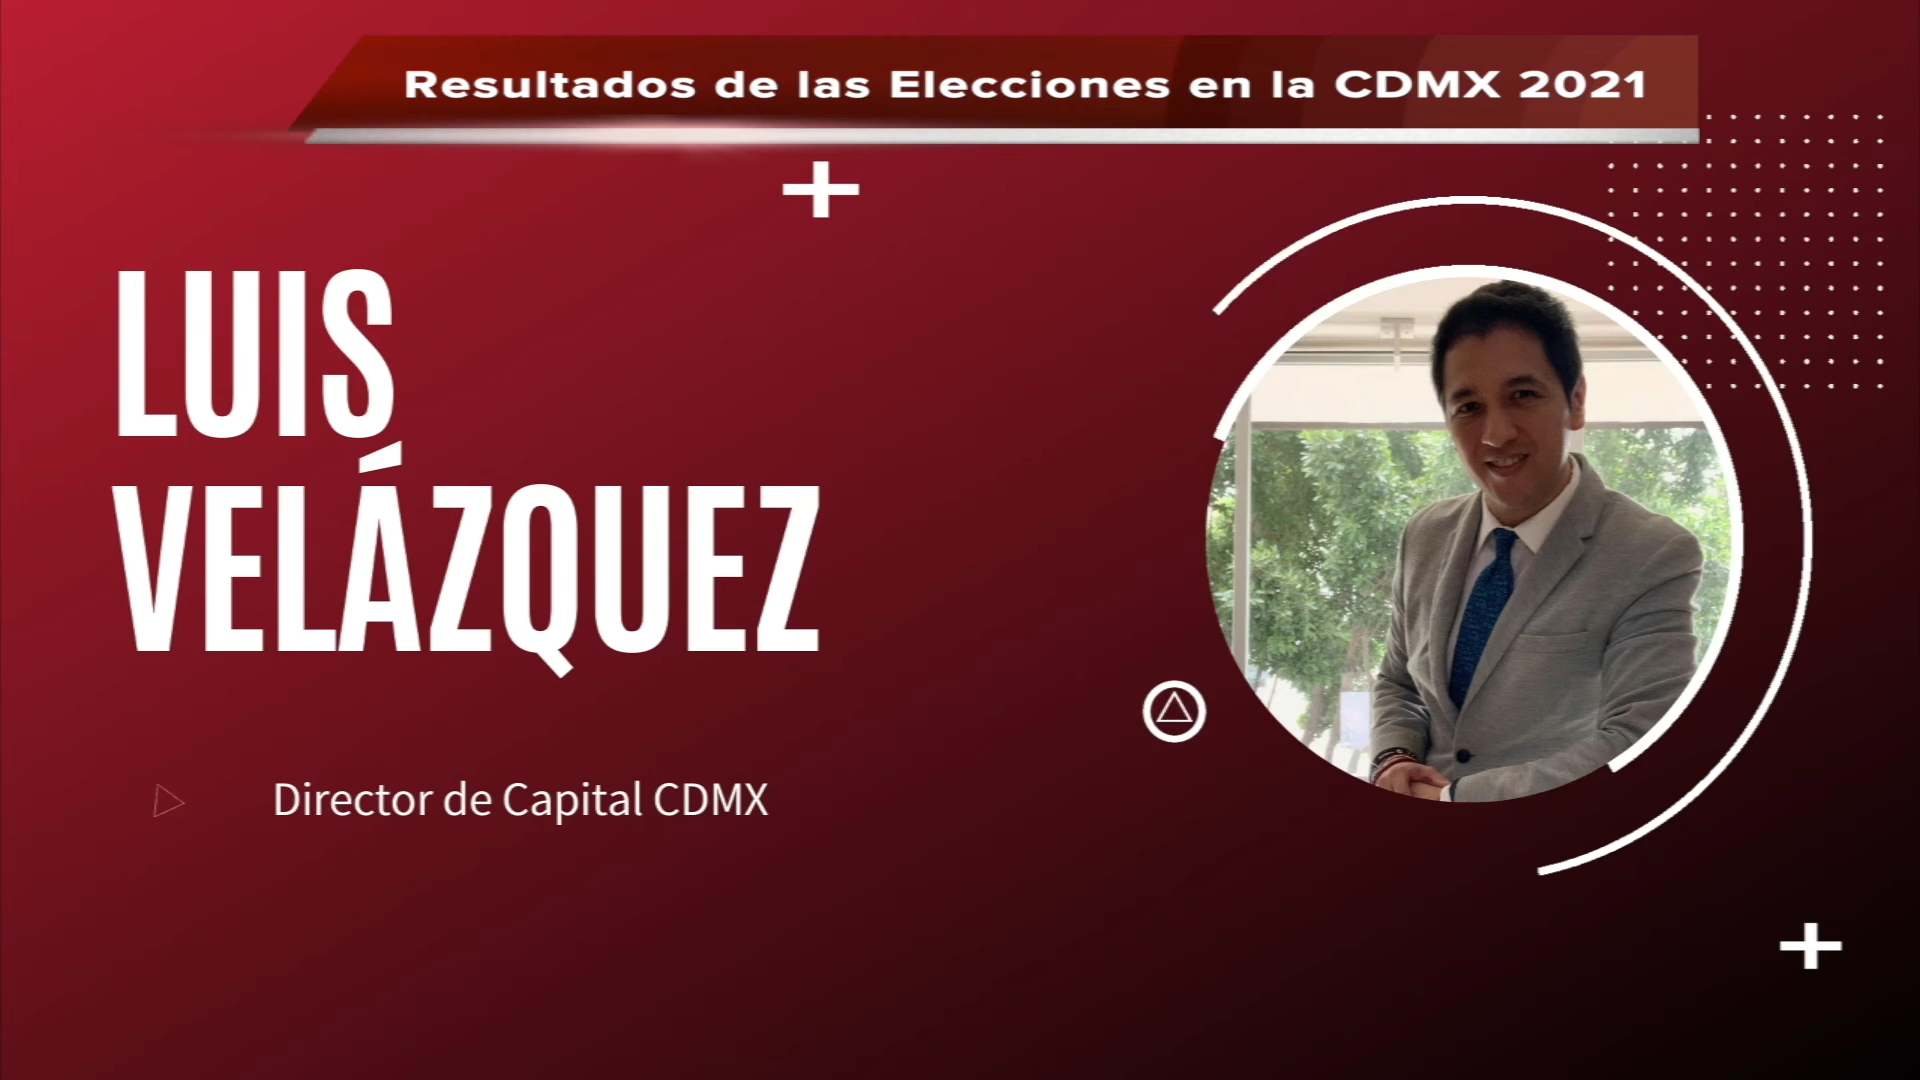 Resultados de las Elecciones en la CDMX 2021
LUIS
VELÁZQUEZ
Director de Capital CDMX